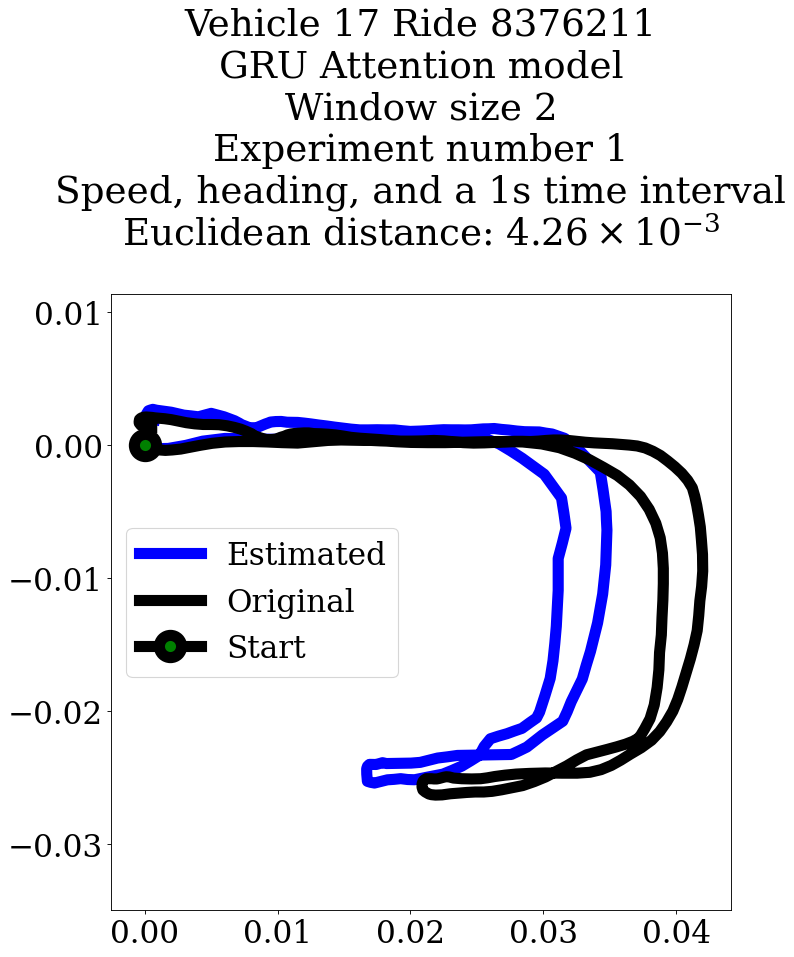 Vehicle 17 Ride 8376211
GRU Attention model
Window size 2
Experiment number 1
Speed, heading, and a 1s time interval
Euclidean distance: 4.26 × 10⁻³
0.01
0.00
−0.01
−0.02
−0.03
Estimated
Original
Start
0.00 0.01 0.02 0.03 0.04